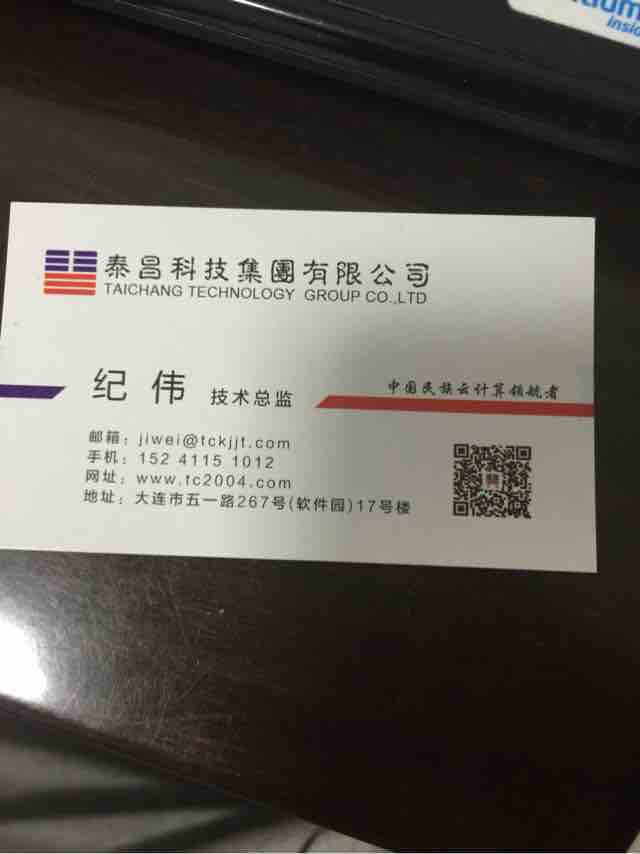 inside
泰昌科技集團有限公司
TAICHANG TECHNOLOGY GROUP CO.,LTD
纪 伟 技术总监
中国民族云计算领航者
邮箱：jiwei@tckjjt.com
手机：152 4115 1012
网址：www.tc2004.com
地址：大连市五一路267号(软件园)17号楼